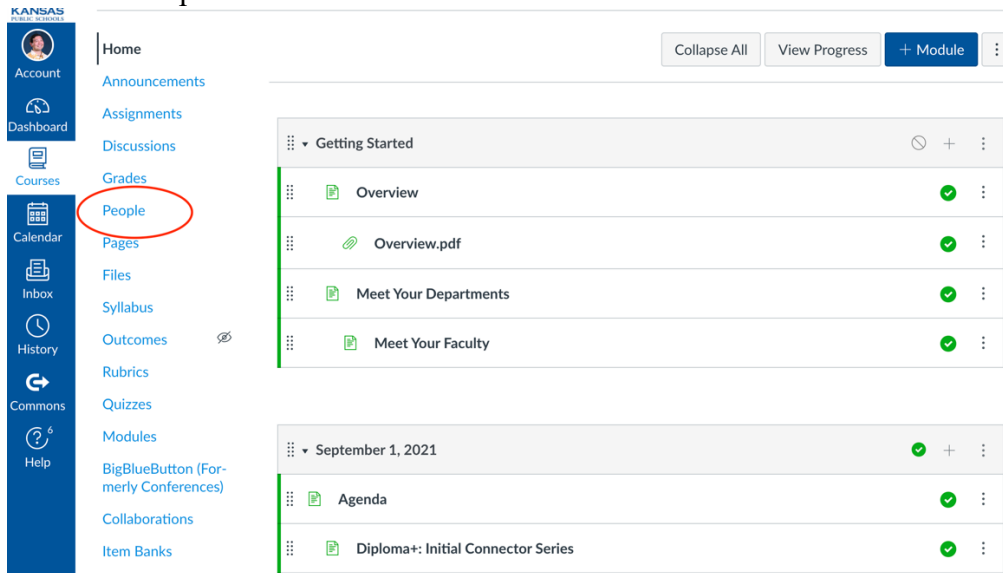 KANSAS
PUBLIC SCHOOLS
Account
Dashboard
Courses
Calendar
Inbox
History
Commons
6
Help
Home
Announcements
Assignments
Discussions
Grades
People
Pages
Files
Syllabus
Outcomes
Rubrics
Quizzes
Modules
BigBlueButton (For-
merly Conferences)
Collaborations
Item Banks
Collapse All
View Progress
+ Module
Getting Started
Overview
Overview.pdf
Meet Your Departments
Meet Your Faculty
September 1, 2021
Agenda
Diploma+: Initial Connector Series